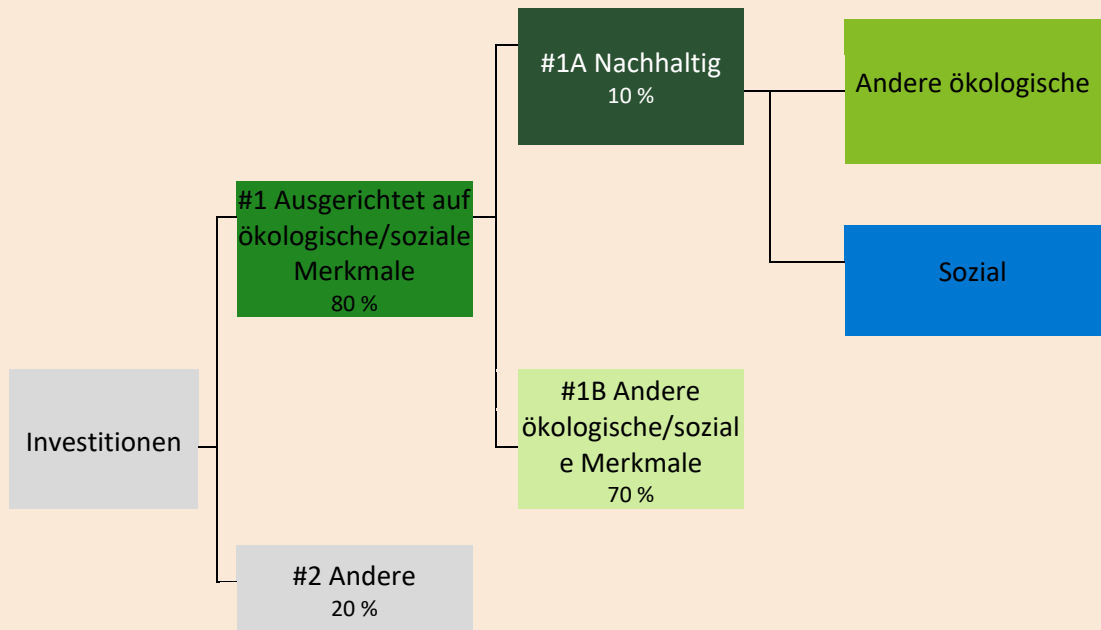 #1A Nachhaltig
10 %
Andere ökologische
#1 Ausgerichtet auf
ökologische/soziale
Merkmale
80 %
Sozial
Investitionen
#1B Andere
ökologische/sozial
e Merkmale
70 %
#2 Andere
20 %